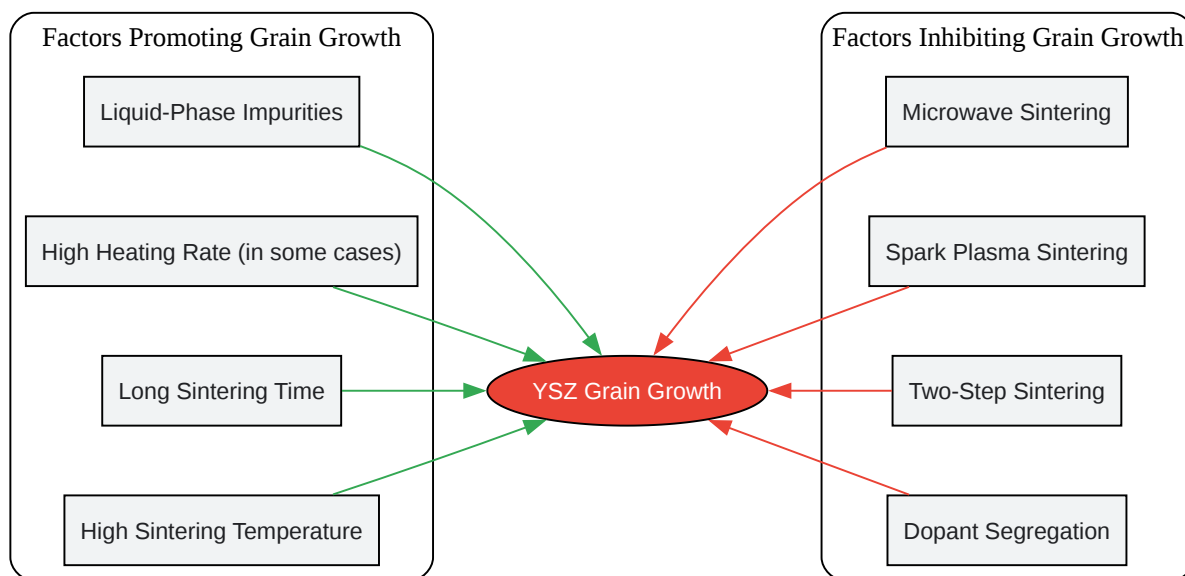 Factors Promoting Grain Growth
Liquid-Phase Impurities
High Heating Rate (in some cases)
Long Sintering Time
High Sintering Temperature
YSZ Grain Growth
Factors Inhibiting Grain Growth
Microwave Sintering
Spark Plasma Sintering
Two-Step Sintering
Dopant Segregation